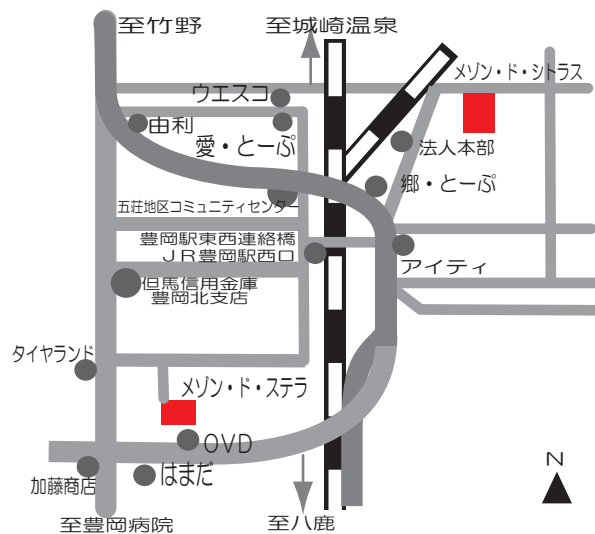 至竹野
至城崎温泉
メゾン・ド・シトラス
ウエスコ
由利
愛・とーぷ
法人本部
郷・とーぷ
五荘地区コミュニティセンター
豊岡駅東西連絡橋
JR豊岡駅西口
アイティ
但馬信用金庫
豊岡北支店
タイヤランド
メゾン・ド・ステラ
OVD
はまだ
加藤商店
N
至豊岡病院
至八鹿